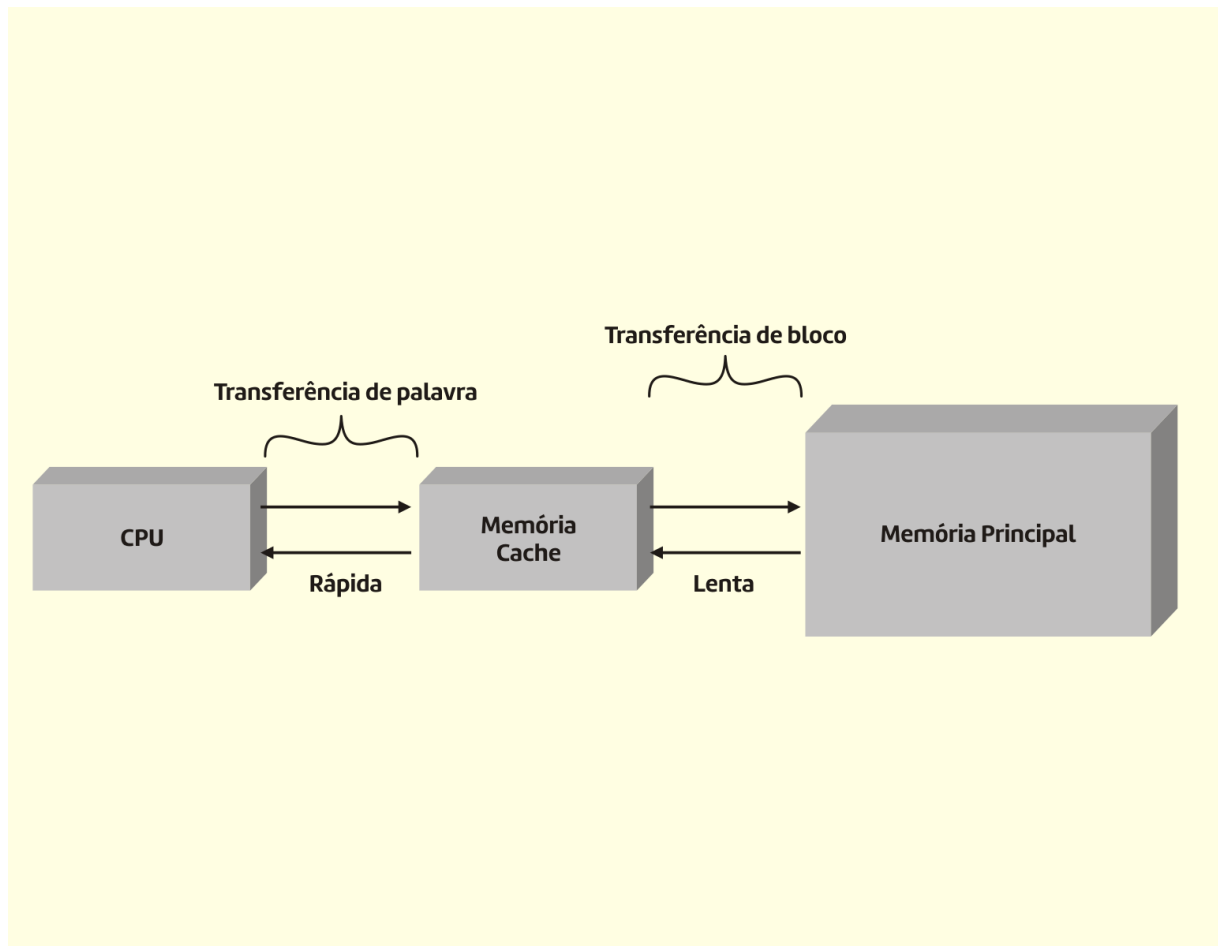 Transferência de bloco
Transferência de palavra
CPU
Memória
Cache
Memória Principal
Rápida
Lenta